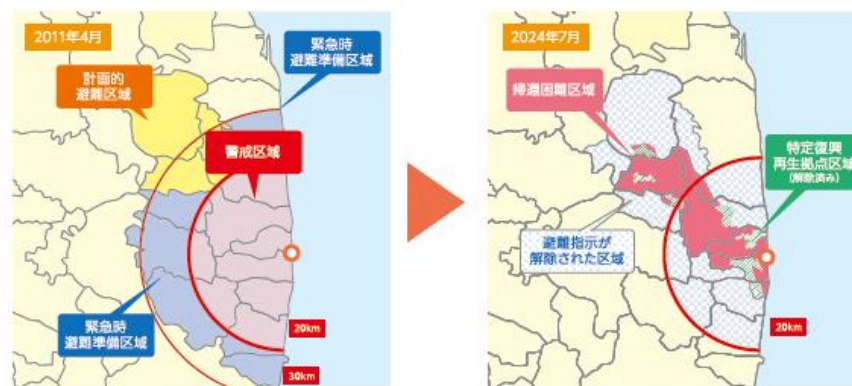 2011年4月
緊急時
避難準備区域
計画的
避難区域
警戒区域
緊急時
避難準備区域
20km
30km
2024年7月
帰還困難区域
特定復興
再生拠点区域
(解除済み)
避難指示が
解除された区域
20km